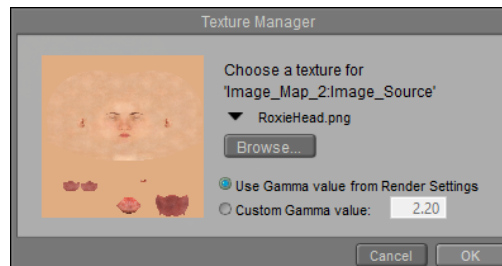 Texture Manager
Choose a texture for
'Image_Map_2:Image_Source'
RoxieHead.png
Browse...
Use Gamma value from Render Settings
Custom Gamma value: 2.20
Cancel OK